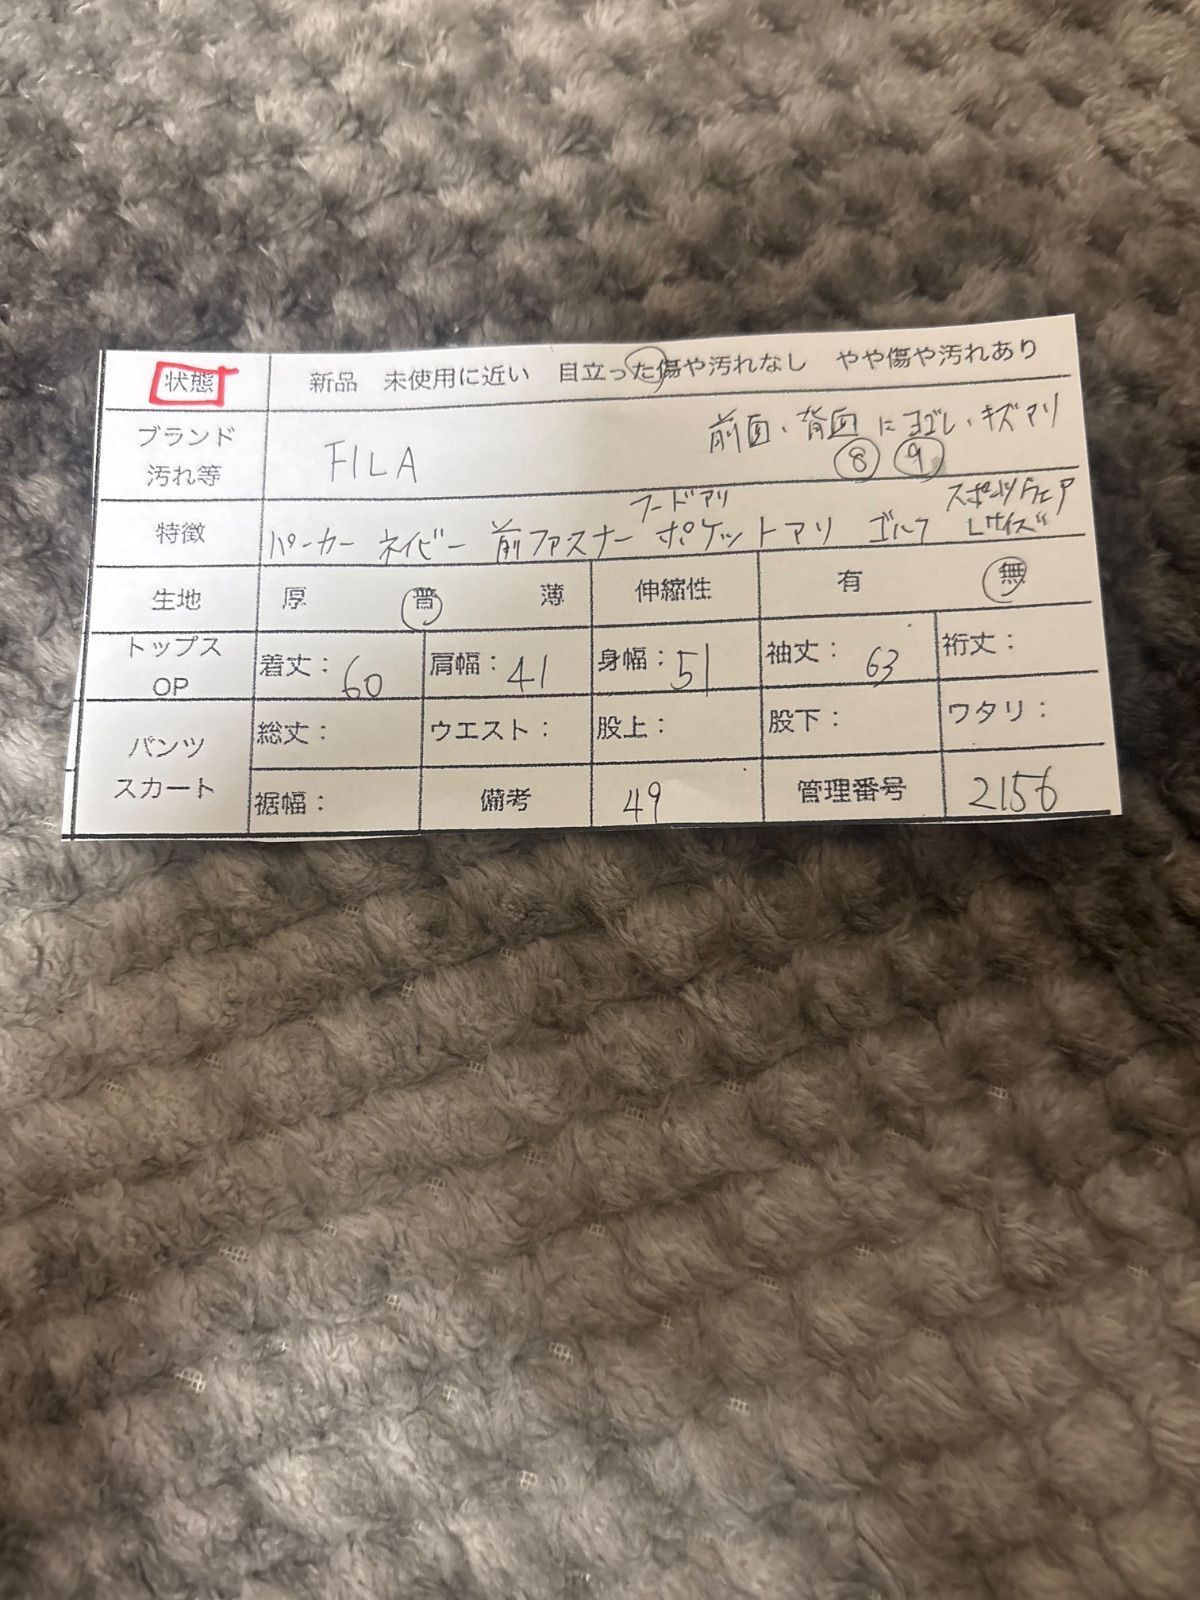 状態 新品 未使用に近い 目立った傷や汚れなし やや傷や汚れあり
ブランド 汚れ等 FILA 前面・背面にヨゴレ・キズアリ
⑧ ⑨
フードアリ スポーツウェア
特徴 パーカー ネイビー 前ファスナー ポケットアリ ゴルフ Lサイズ
生地 厚 普 薄 伸縮性 有 無
トップス OP 着丈：60 肩幅：41 身幅：51 袖丈：63 裄丈：
パンツ スカート 総丈： ウエスト： 股上： 股下： ワタリ：
裾幅： 備考 49 管理番号 2156